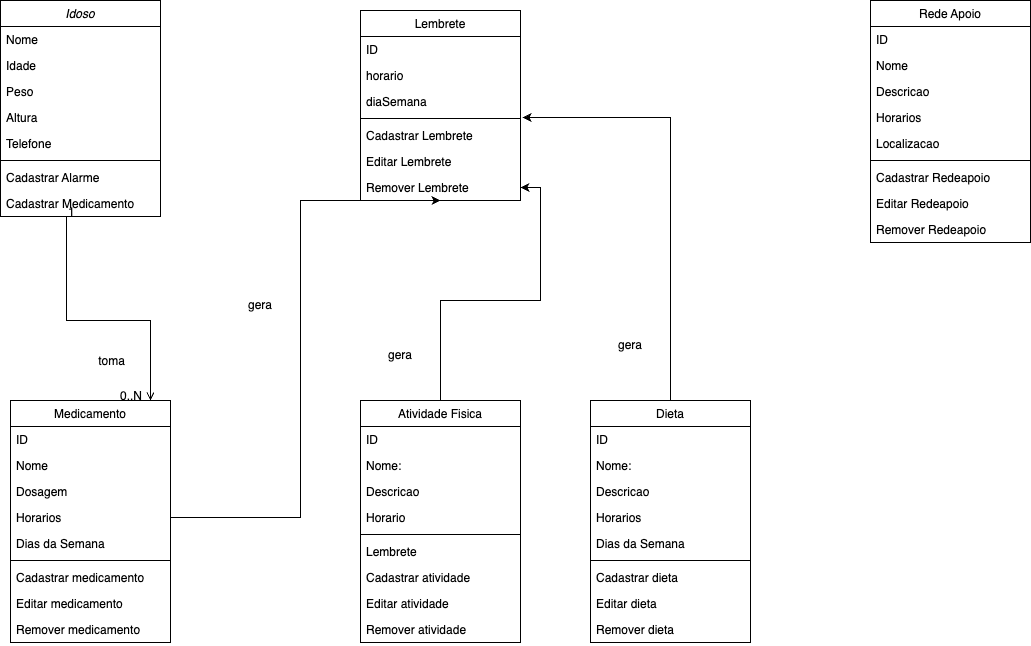 Idoso
Nome
Idade
Peso
Altura
Telefone
Cadastrar Alarme
Cadastrar Medicamento
1
Lembrete
ID
horario
diaSemana
Cadastrar Lembrete
Editar Lembrete
Remover Lembrete
Rede Apoio
ID
Nome
Descricao
Horarios
Localizacao
Cadastrar Redeapoio
Editar Redeapoio
Remover Redeapoio
gera
toma
gera
gera
0..N
Medicamento
ID
Nome
Dosagem
Horarios
Dias da Semana
Cadastrar medicamento
Editar medicamento
Remover medicamento
Atividade Fisica
ID
Nome:
Descricao
Horario
Lembrete
Cadastrar atividade
Editar atividade
Remover atividade
Dieta
ID
Nome:
Descricao
Horarios
Dias da Semana
Cadastrar dieta
Editar dieta
Remover dieta